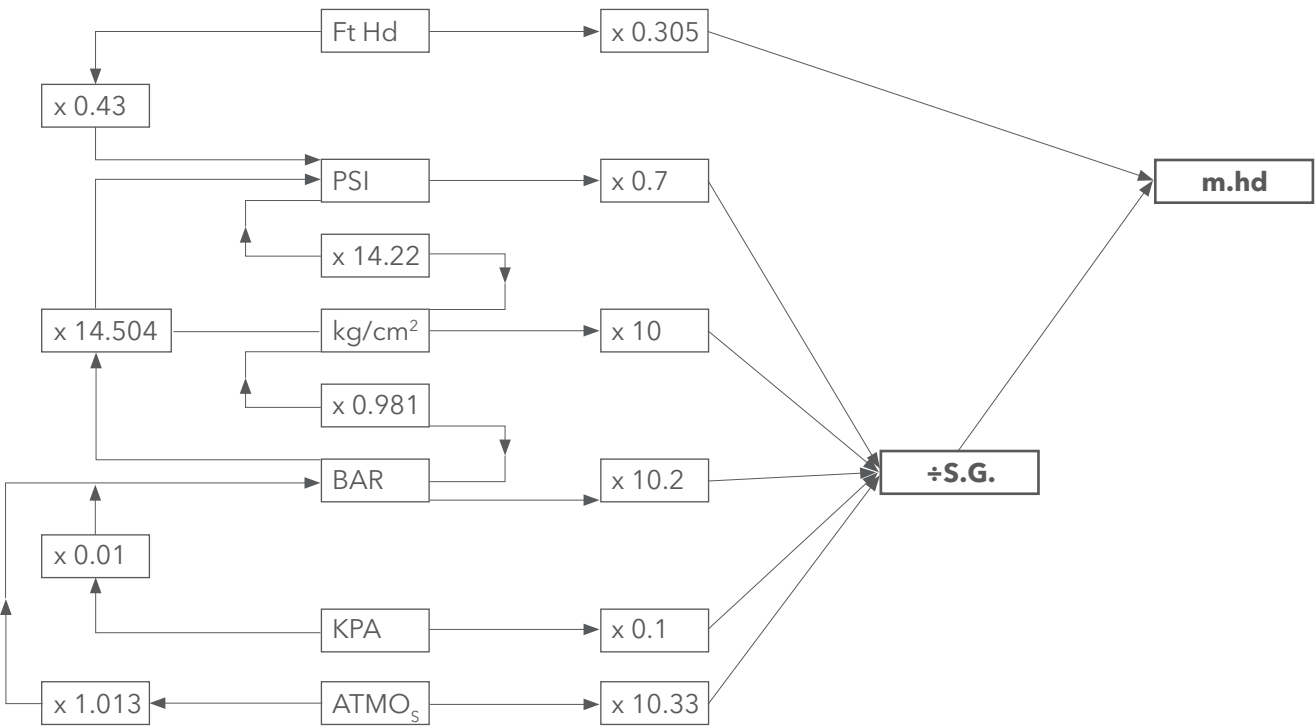 Ft Hd
x 0.305
x 0.43
PSI
x 0.7
m.hd
x 14.22
x 14.504
kg/cm²
x 10
x 0.981
BAR
x 10.2
÷S.G.
x 0.01
KPA
x 0.1
x 1.013
ATMOs
x 10.33